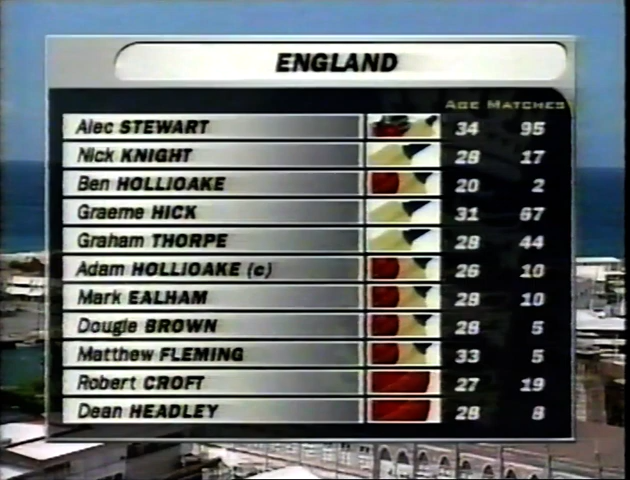 ENGLAND
AGE MATCHES
Alec STEWART 34 95
Nick KNIGHT 28 17
Ben HOLLIOAKE 20 2
Graeme HICK 31 67
Graham THORPE 28 44
Adam HOLLIOAKE (c) 26 10
Mark EALHAM 28 10
Dougie BROWN 28 5
Matthew FLEMING 33 5
Robert CROFT 27 19
Dean HEADLEY 28 8